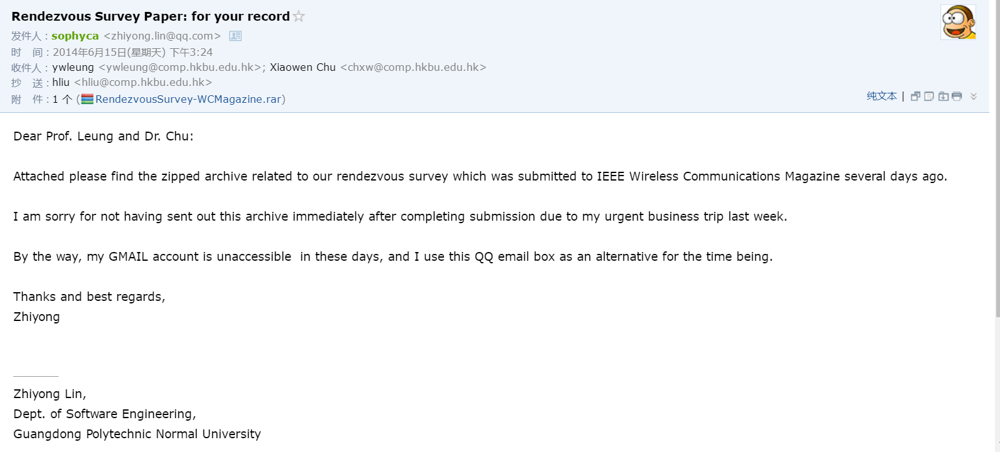 Rendezvous Survey Paper: for your record
发件人：sophyca <zhiyong.lin@qq.com>
时 间：2014年6月15日(星期天) 下午3:24
收件人：ywleung <ywleung@comp.hkbu.edu.hk>; Xiaowen Chu <chxw@comp.hkbu.edu.hk>
抄 送：hliu <hliu@comp.hkbu.edu.hk>
附 件：1 个 (RendezvousSurvey-WCMagazine.rar)
纯文本 |
Dear Prof. Leung and Dr. Chu:
Attached please find the zipped archive related to our rendezvous survey which was submitted to IEEE Wireless Communications Magazine several days ago.
I am sorry for not having sent out this archive immediately after completing submission due to my urgent business trip last week.
By the way, my GMAIL account is unaccessible  in these days, and I use this QQ email box as an alternative for the time being.
Thanks and best regards,
Zhiyong
------------------
Zhiyong Lin,
Dept. of Software Engineering,
Guangdong Polytechnic Normal University